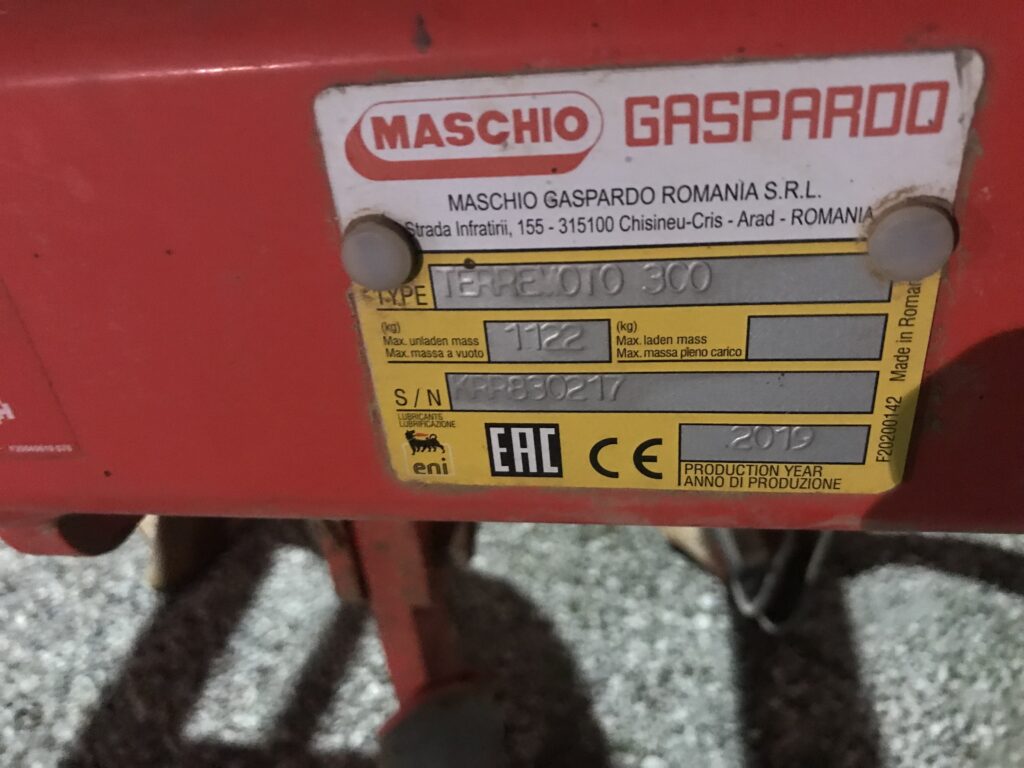 MASCHIO GASPARDO
MASCHIO GASPARDO ROMANIA S.R.L.
Strada Infratirii, 155 - 315100 Chisineu-Cris - Arad - ROMANIA
TYPE TERREMOTO 300
(kg)
Max. unladen mass
Max. massa a vuoto
1122
(kg)
Max. laden mass
Max. massa pieno carico
S/N KRR830217
LUBRICANTS
LUBRIFICAZIONE
eni
EAC
CE
2019
PRODUCTION YEAR
ANNO DI PRODUZIONE
F20200142 Made in